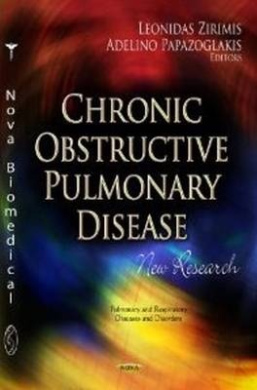 LEONIDAS ZIRIMIS
ADELINO PAPAZOGLAKIS
EDITORS
Nova Biomedical
CHRONIC
OBSTRUCTIVE
PULMONARY
DISEASE
New Research
Pulmonary and Respiratory
Diseases and Disorders
NOVA